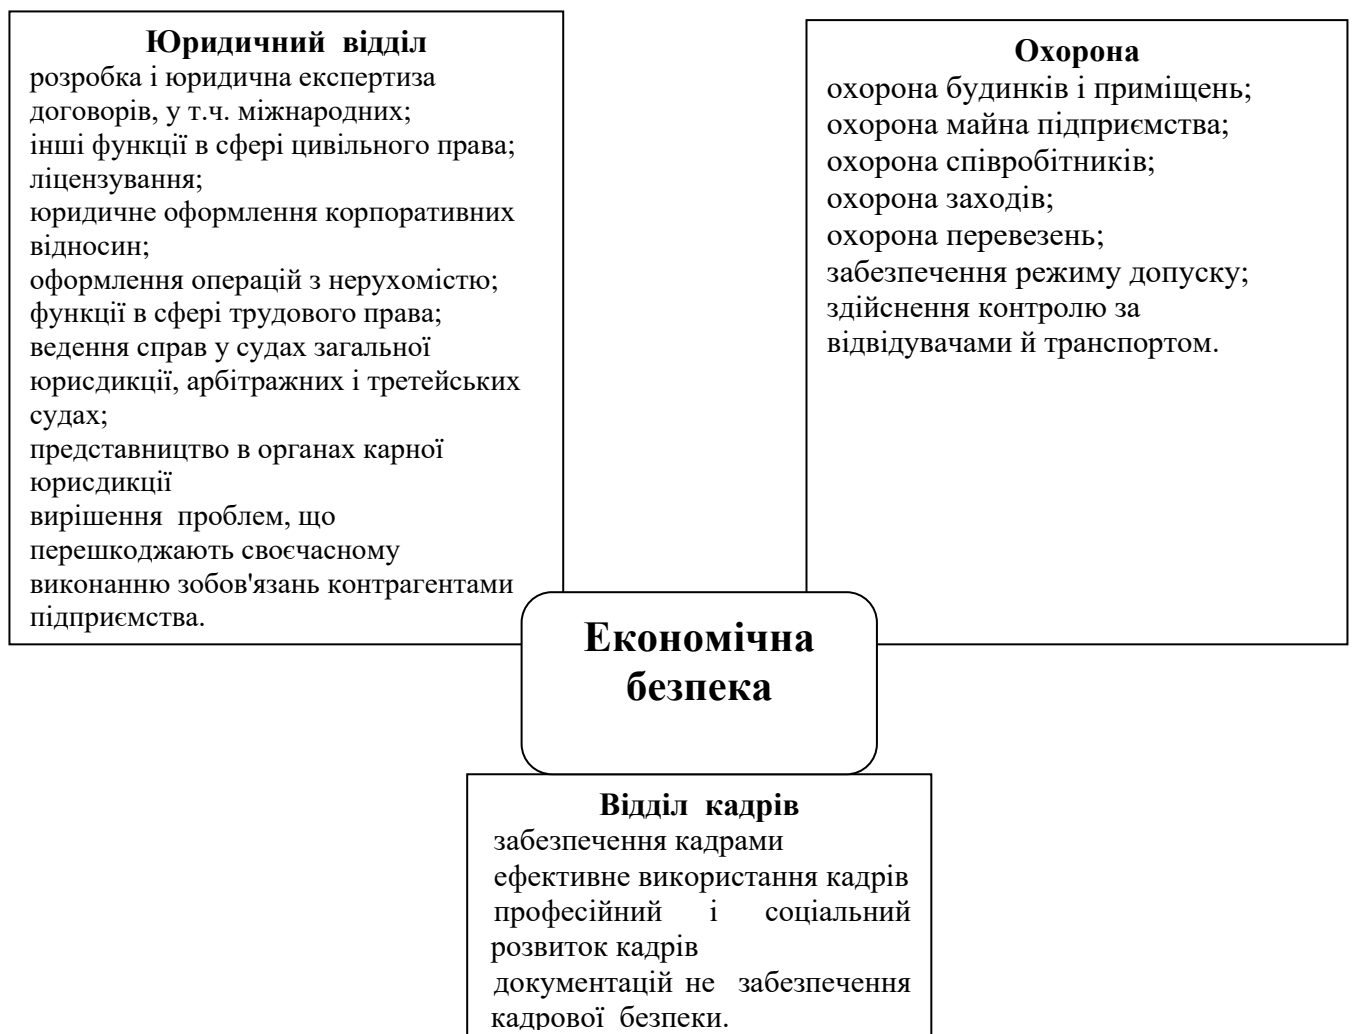 Юридичний відділ
розробка і юридична експертиза
договорів, у т.ч. міжнародних;
інші функції в сфері цивільного права;
ліцензування;
юридичне оформлення корпоративних
відносин;
оформлення операцій з нерухомістю;
функції в сфері трудового права;
ведення справ у судах загальної
юрисдикції, арбітражних і третейських
судах;
представництво в органах карної
юрисдикції
вирішення проблем, що
перешкоджають своєчасному
виконанню зобов'язань контрагентами
підприємства.
Охорона
охорона будинків і приміщень;
охорона майна підприємства;
охорона співробітників;
охорона заходів;
охорона перевезень;
забезпечення режиму допуску;
здійснення контролю за
відвідувачами й транспортом.
Економічна
безпека
Відділ кадрів
забезпечення кадрами
ефективне використання кадрів
професійний і соціальний
розвиток кадрів
документацій не забезпечення
кадрової безпеки.